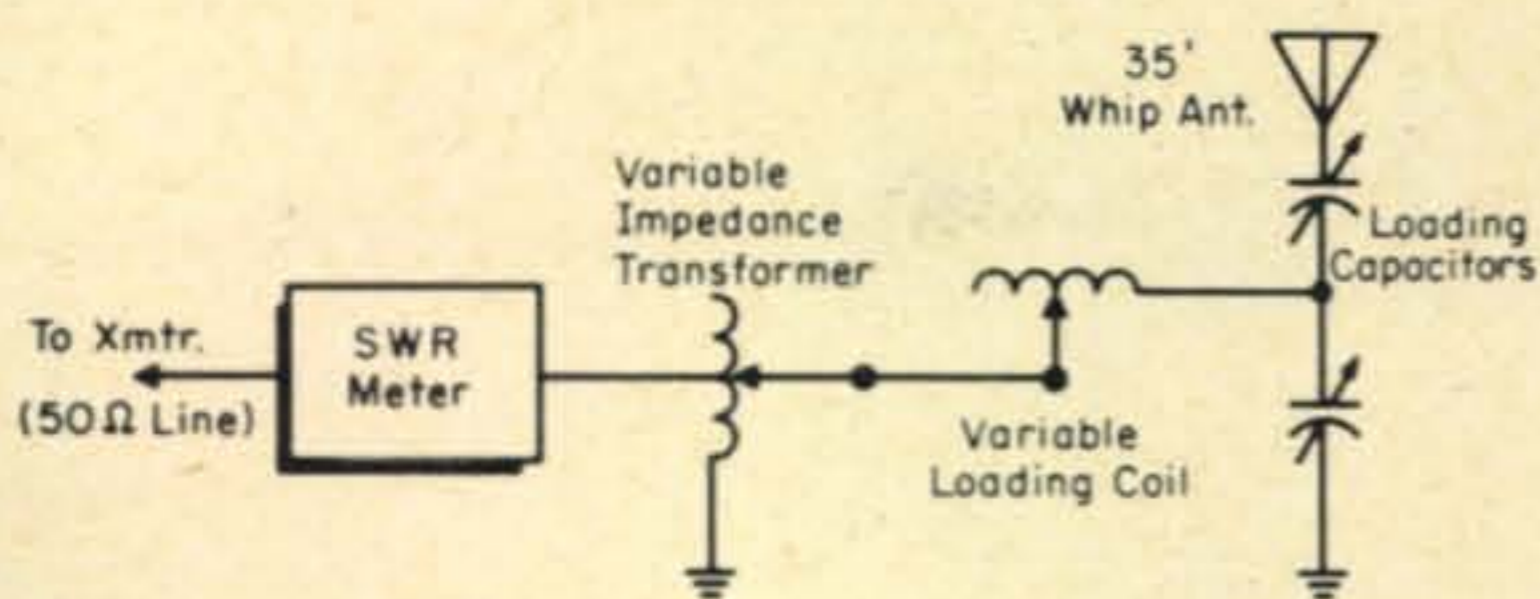 35'
Whip Ant.
Variable
Impedance
Transformer
Loading
Capacitors
To Xmtr.
(50Ω Line)
SWR
Meter
Variable
Loading Coil